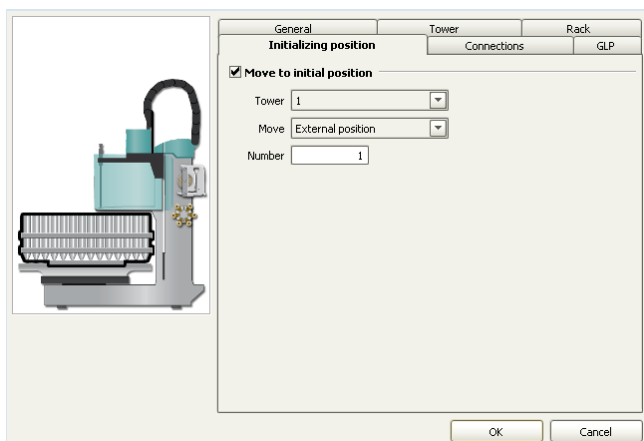 General Tower Rack
Initializing position Connections GLP
Move to initial position
Tower 1
Move External position
Number 1
OK Cancel